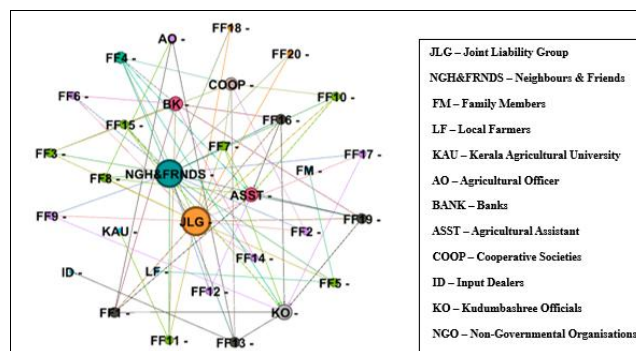 FF18 -
AO -
FF4 -
FF20 -
COOP -
FF6 -
BK -
FF10 -
FF15 -
FF16 -
FF3 -
FF7 -
FF17 -
FF8 -
NGH&FRNDS -
FM -
ASST -
FF9 -
JLG -
FF19 -
KAU -
FF2 -
FF14 -
ID -
LF -
FF5 -
FF12 -
FF1 -
KO -
FF11 -
FF13 -
JLG – Joint Liability Group
NGH&FRNDS – Neighbours & Friends
FM – Family Members
LF – Local Farmers
KAU – Kerala Agricultural University
AO – Agricultural Officer
BANK – Banks
ASST – Agricultural Assistant
COOP – Cooperative Societies
ID – Input Dealers
KO – Kudumbashree Officials
NGO – Non-Governmental Organisations